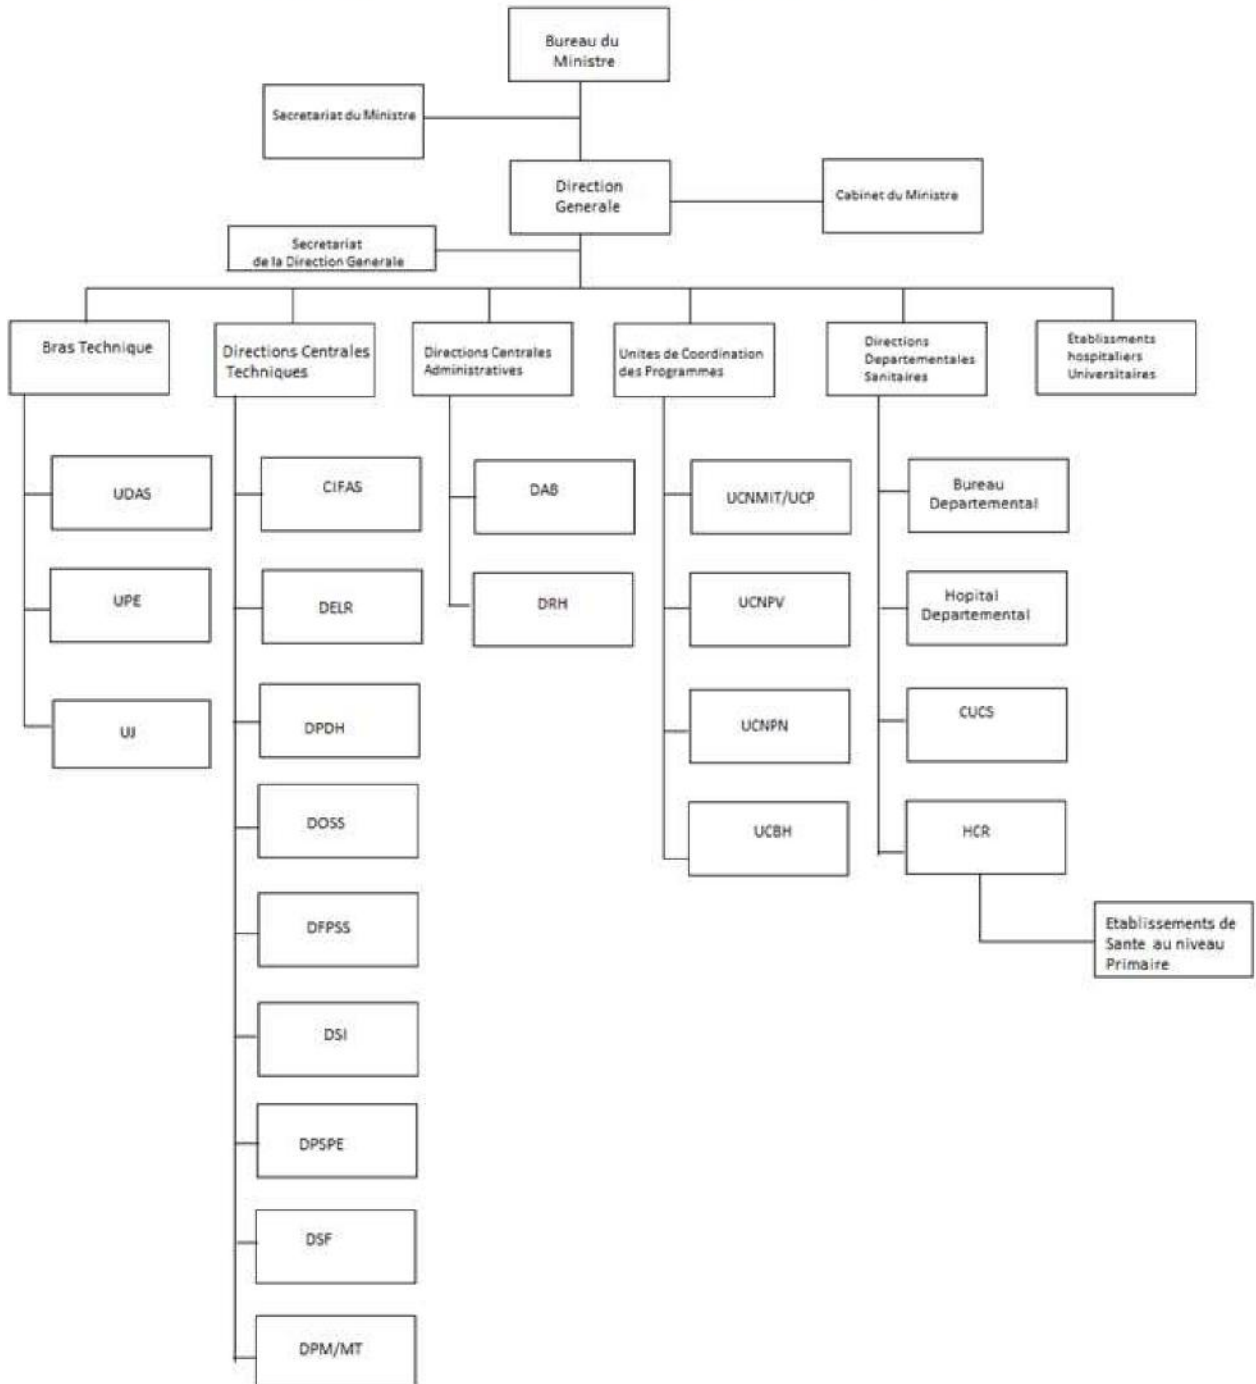 Bureau du
Ministre
Secretariat du Ministre
Direction
Generale
Cabinet du Ministre
Secretariat
de la Direction Generale
Bras Technique
Directions Centrales
Techniques
Directions Centrales
Administratives
Unites de Coordination
des Programmes
Directions
Departementales
Sanitaires
Etablissments
hospitaliers
Universitaires
UDAS
CIFAS
DAB
UCNMIT/UCP
Bureau
Departemental
UPE
DELR
DRH
UCNPV
Hopital
Departemental
UJ
DPDH
UCNPN
CUCS
DOSS
UCBH
HCR
DFPSS
Etablissements de
Sante au niveau
Primaire
DSI
DPSPE
DSF
DPM/MT